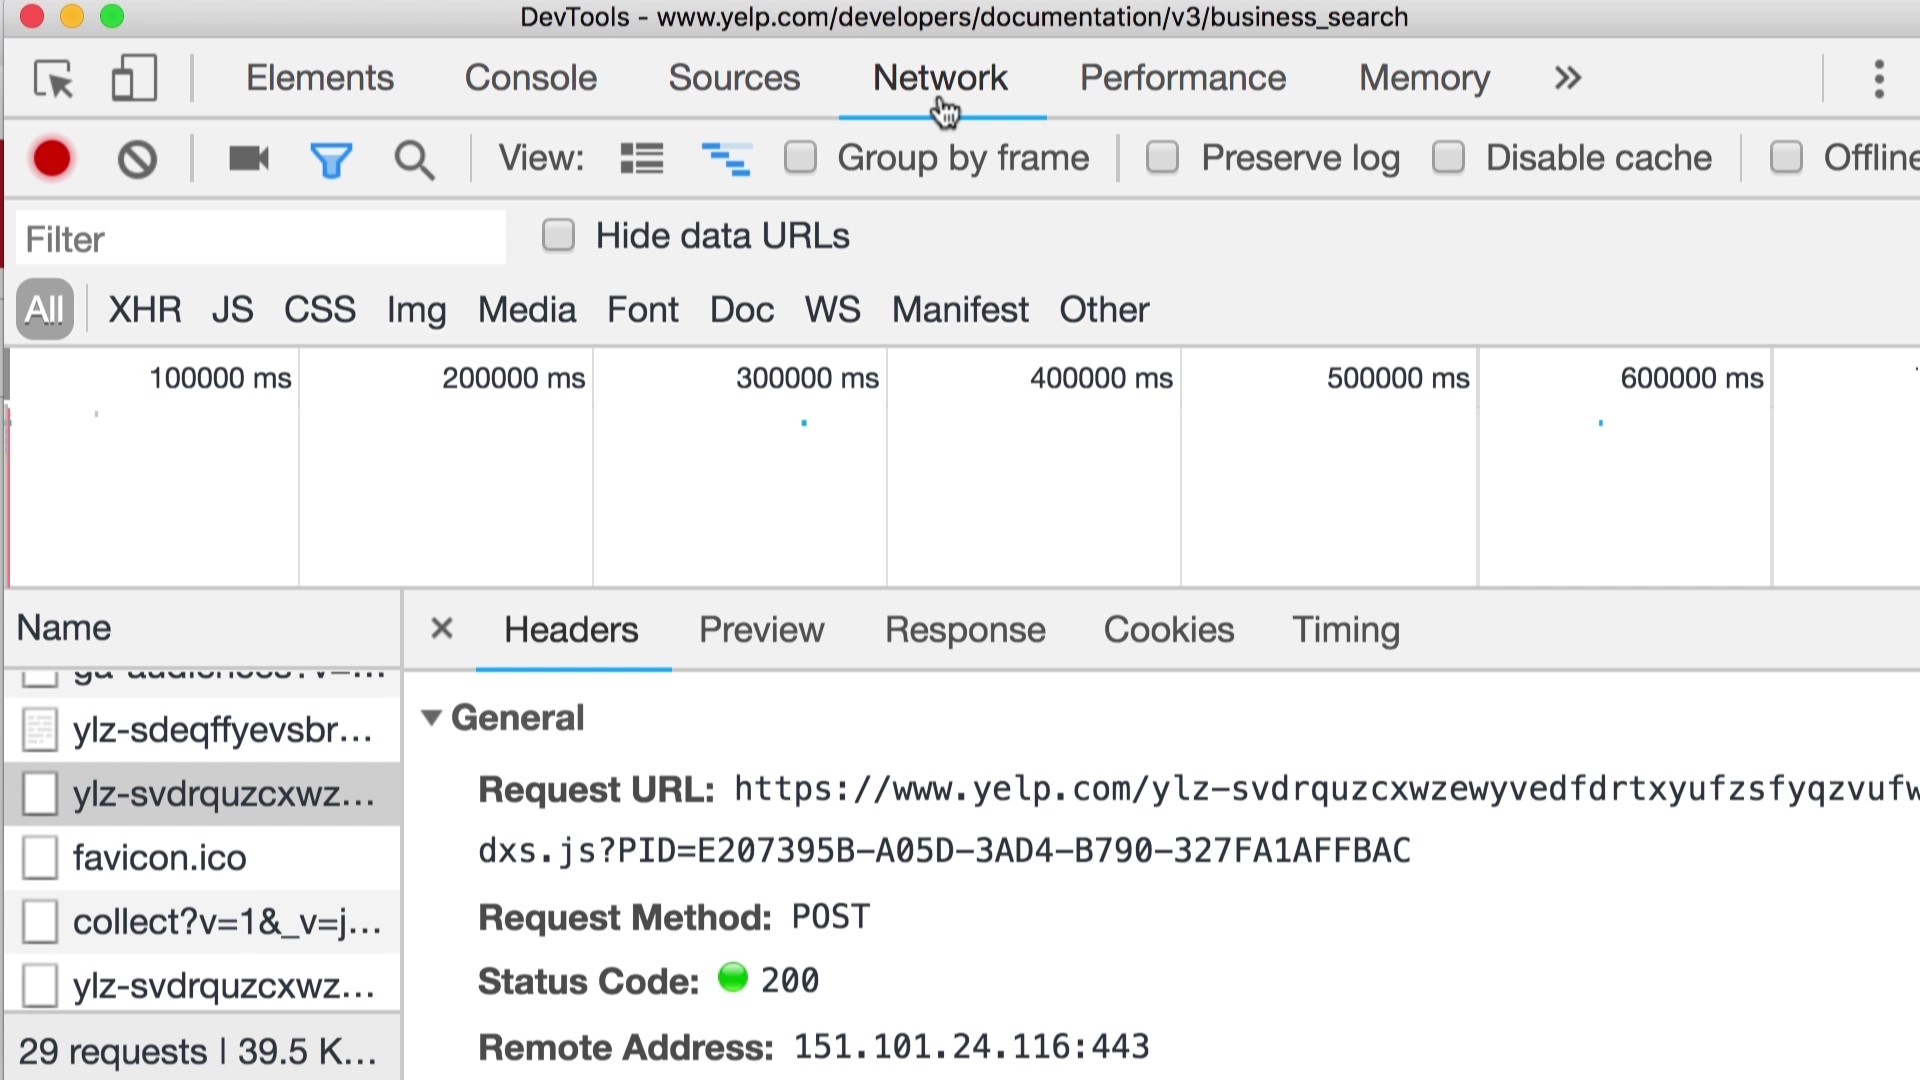 DevTools - www.yelp.com/developers/documentation/v3/business_search
Elements Console Sources Network Performance Memory »
View: Group by frame Preserve log Disable cache Offline
Filter Hide data URLs
All XHR JS CSS Img Media Font Doc WS Manifest Other
100000 ms 200000 ms 300000 ms 400000 ms 500000 ms 600000 ms
Name × Headers Preview Response Cookies Timing
ylz-sdeqffyevsbr...
ylz-svdrquzcxwz...
favicon.ico
collect?v=1&_v=j...
ylz-svdrquzcxwz...
29 requests | 39.5 K...
▼ General
Request URL: https://www.yelp.com/ylz-svdrquzcxwzewyvedfdrtxyufzsfyqzvufw
dxs.js?PID=E207395B-A05D-3AD4-B790-327FA1AFFBAC
Request Method: POST
Status Code: 200
Remote Address: 151.101.24.116:443